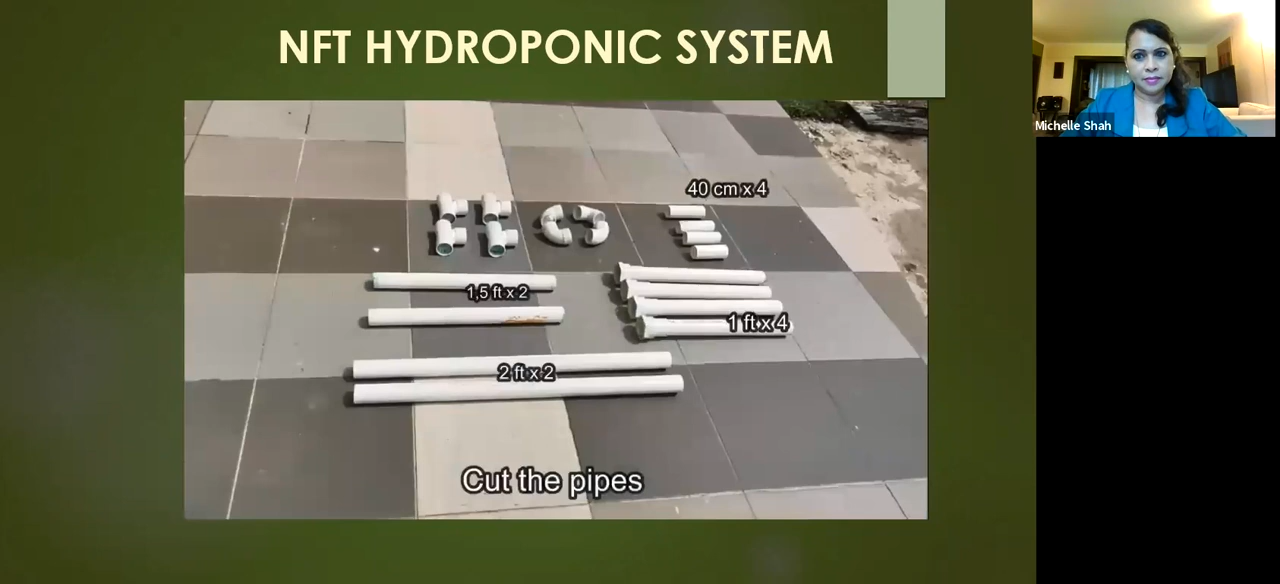 NFT HYDROPONIC SYSTEM
Michelle Shah
40 cm x 4
1,5 ft x 2
1 ft x 4
2 ft x 2
Cut the pipes